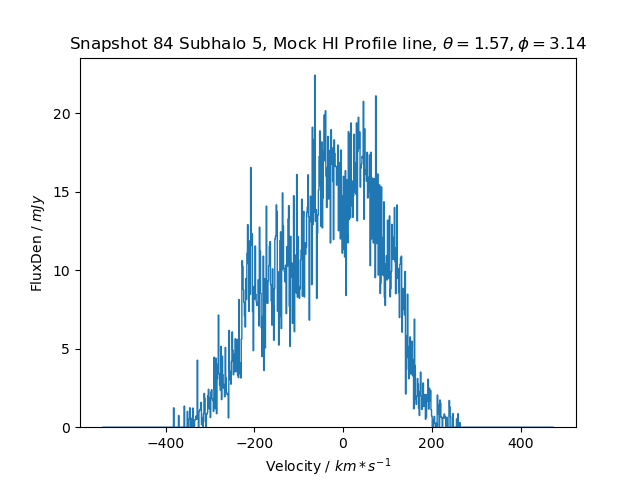 Snapshot 84 Subhalo 5, Mock HI Profile line, θ = 1.57, ϕ = 3.14
20
15
10
5
0
FluxDen / mJy
−400 −200 0 200 400
Velocity / km * s⁻¹